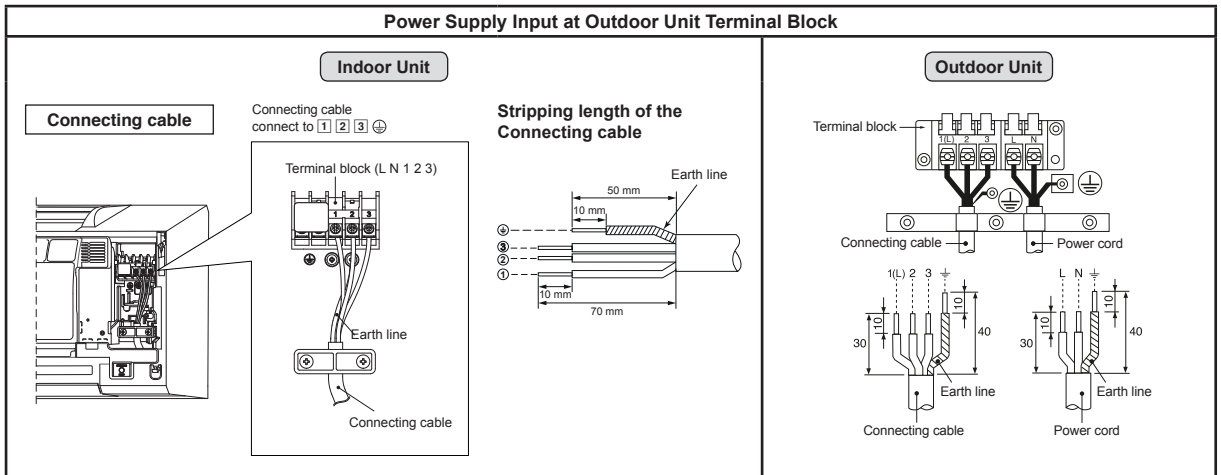 Power Supply Input at Outdoor Unit Terminal Block
Indoor Unit
Connecting cable
Connecting cable
connect to 1 2 3
Terminal block (L N 1 2 3)
1 2 3
Earth line
Connecting cable
Stripping length of the
Connecting cable
50 mm
Earth line
10 mm
③
②
①
10 mm
70 mm
Outdoor Unit
Terminal block
1(L) 2 3 L N
Connecting cable
Power cord
1(L) 2 3
10
10
30
40
Earth line
Connecting cable
L N
10
10
30
40
Earth line
Power cord